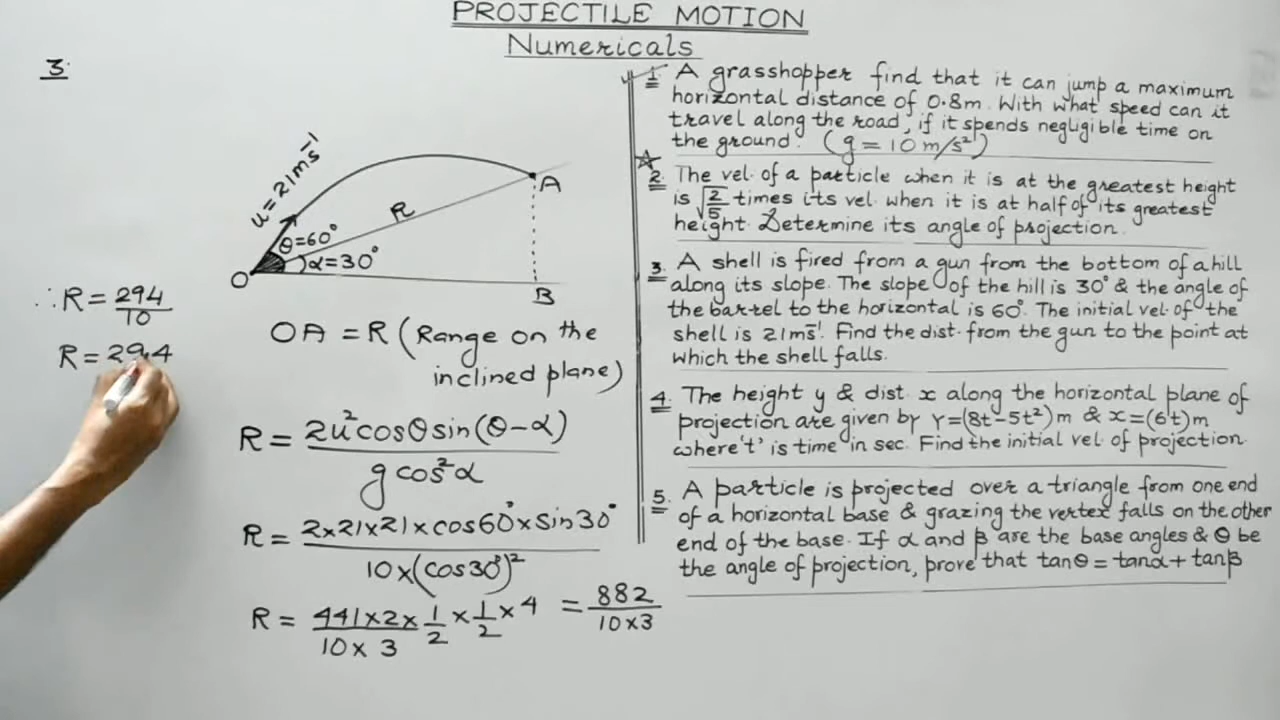 PROJECTILE MOTION
Numericals
3
u = 21ms⁻¹
θ=60°
α=30°
R
A
O
B
∴ R = 294/10
R = 29.4
OA = R (Range on the
inclined plane)
R = 2u²cosθsin(θ-α)/gcos²α
R = 2×21×21×cos60°×sin30°/10×(cos30°)²
R = 441×2×1/2×1/2×4/10×3 = 882/10×3
1. A grasshopper find that it can jump a maximum
horizontal distance of 0.8m. With what speed can it
travel along the road, if it spends negligible time on
the ground. (g = 10 m/s²)
2. The vel. of a particle when it is at the greatest height
is √2/5 times its vel. when it is at half of its greatest
height. Determine its angle of projection.
3. A shell is fired from a gun from the bottom of a hill
along its slope. The slope of the hill is 30° & the angle of
the barrel to the horizontal is 60°. The initial vel. of the
shell is 21ms⁻¹. Find the dist. from the gun to the point at
which the shell falls.
4. The height y & dist. x along the horizontal plane of
projection are given by Y=(8t-5t²)m & x=(6t)m
where 't' is time in sec. Find the initial vel. of projection.
5. A particle is projected over a triangle from one end
of a horizontal base & grazing the vertex falls on the other
end of the base. If α and β are the base angles & θ be
the angle of projection, prove that tanθ = tanα + tanβ